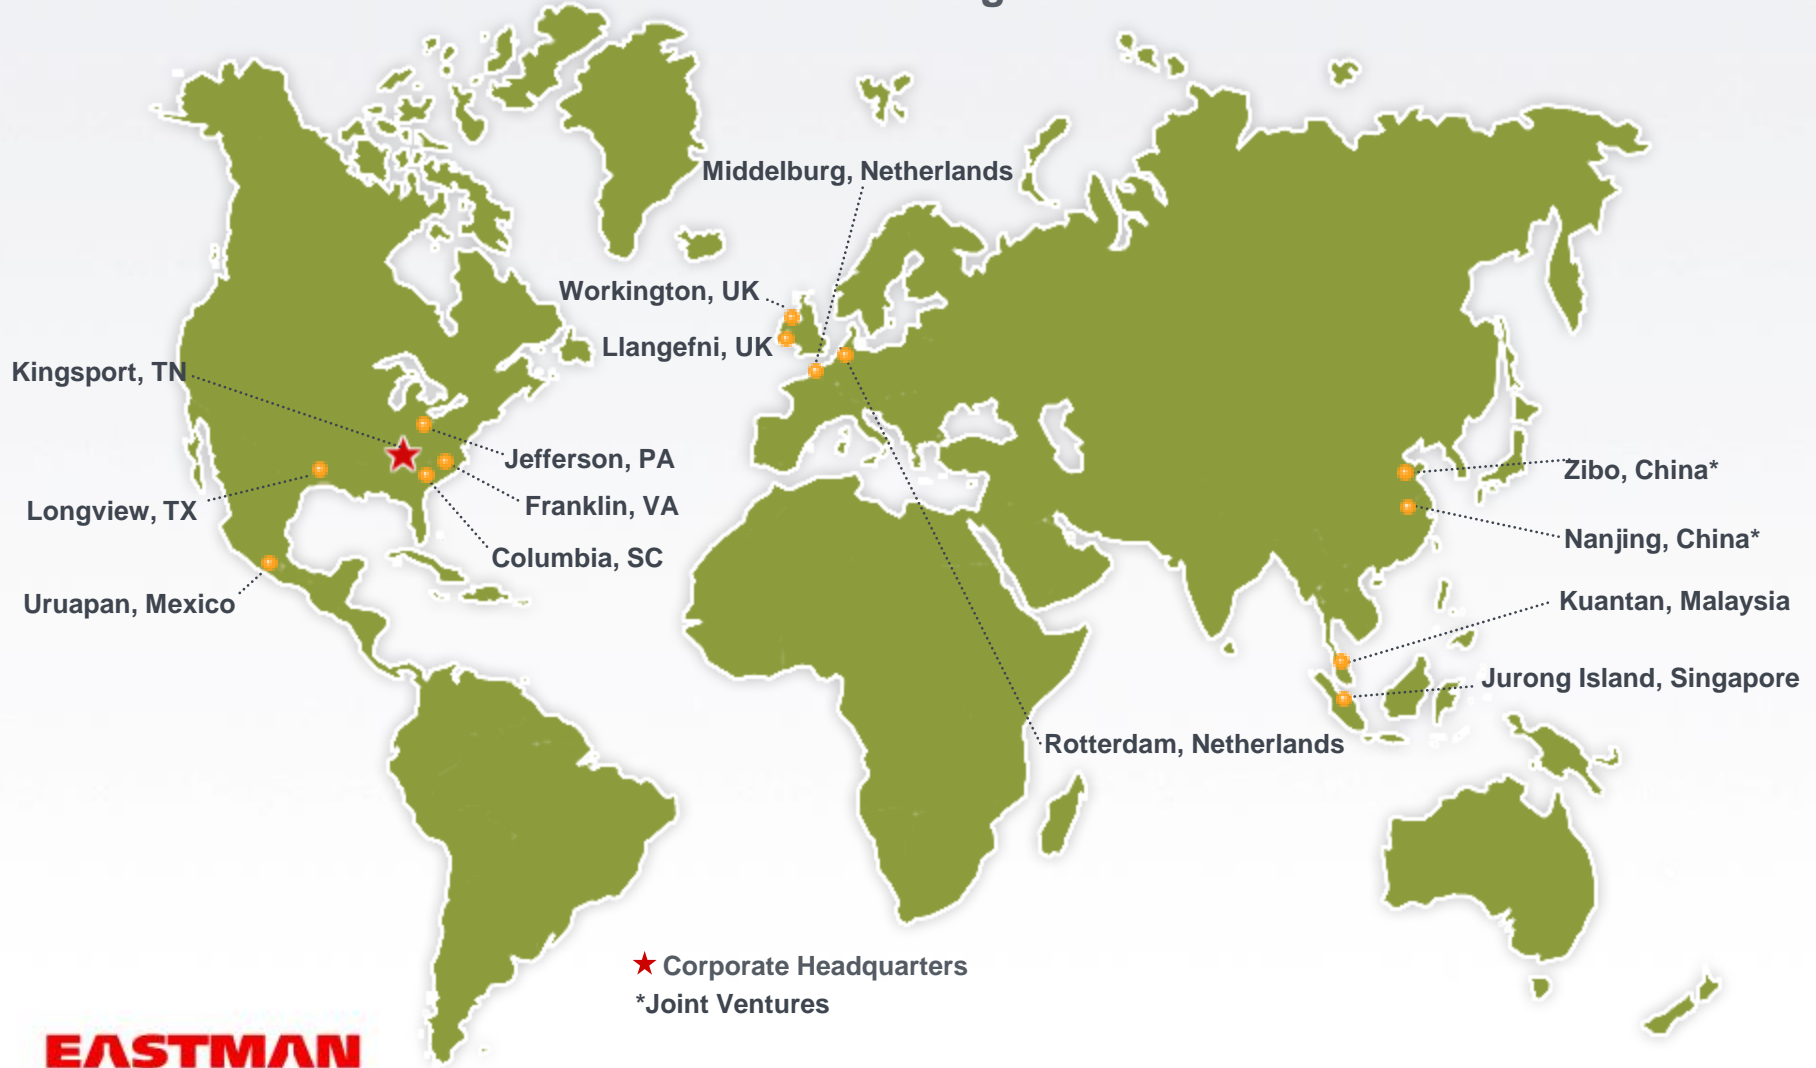 Middelburg, Netherlands
Workington, UK
Llangefni, UK
Kingsport, TN
Jefferson, PA
Zibo, China*
Franklin, VA
Longview, TX
Nanjing, China*
Columbia, SC
Kuantan, Malaysia
Uruapan, Mexico
Jurong Island, Singapore
Rotterdam, Netherlands
★ Corporate Headquarters
*Joint Ventures
EASTMAN